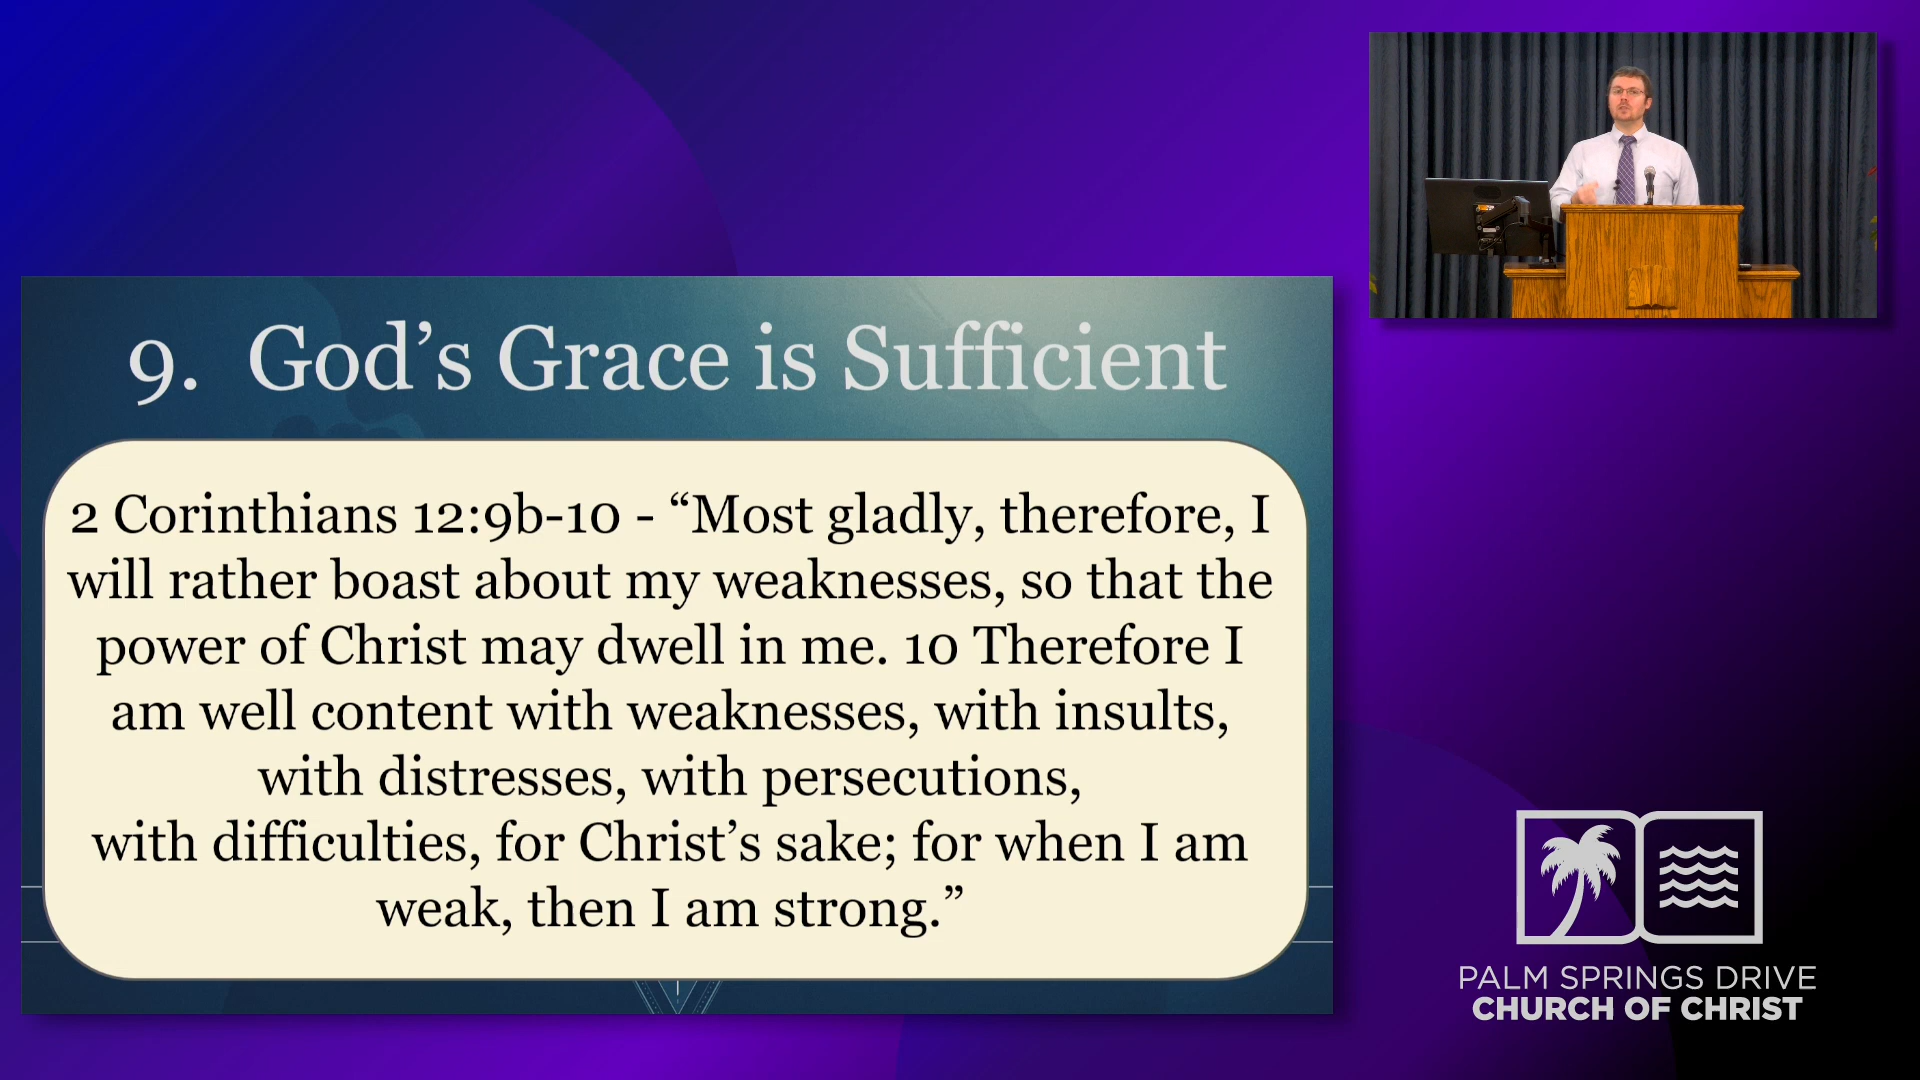 9. God’s Grace is Sufficient
2 Corinthians 12:9b-10 - “Most gladly, therefore, I
will rather boast about my weaknesses, so that the
power of Christ may dwell in me. 10 Therefore I
am well content with weaknesses, with insults,
with distresses, with persecutions,
with difficulties, for Christ’s sake; for when I am
weak, then I am strong.”
PALM SPRINGS DRIVE
CHURCH OF CHRIST